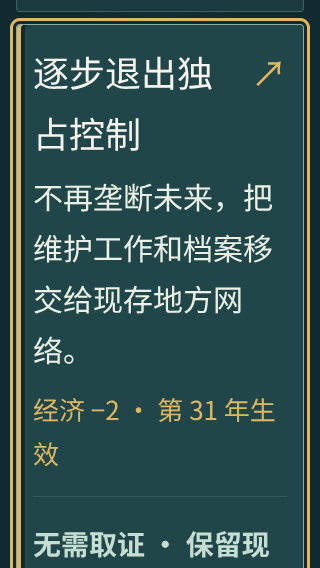 逐步退出独
占控制
不再垄断未来，把
维护工作和档案移
交给现存地方网
络。
经济 −2 · 第 31 年生
效
无需取证 · 保留现